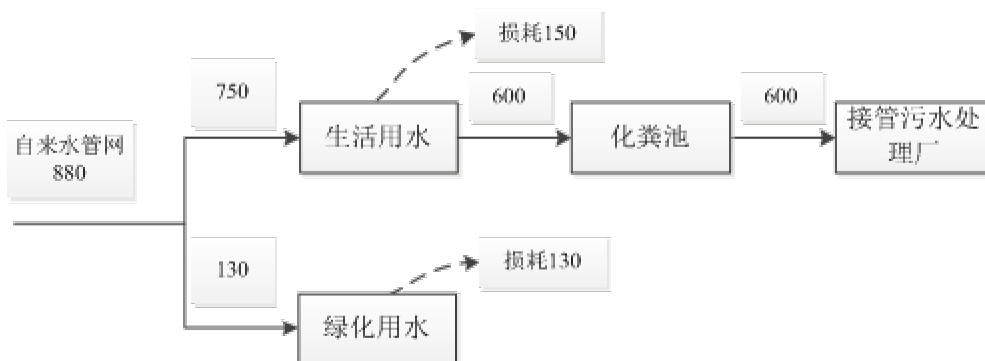 损耗150
750
600
600
自来水管网
880
生活用水
化粪池
接管污水处
理厂
130
损耗130
绿化用水